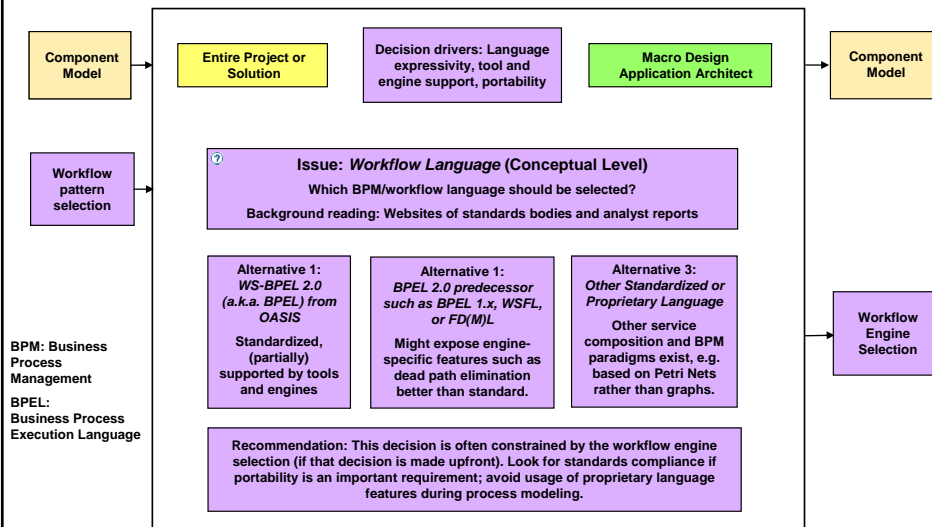 Component
Model
Entire Project or
Solution
Decision drivers: Language
expressivity, tool and
engine support, portability
Macro Design
Application Architect
Component
Model
Workflow
pattern
selection
?
Issue: Workflow Language (Conceptual Level)
Which BPM/workflow language should be selected?
Background reading: Websites of standards bodies and analyst reports
Alternative 1:
WS-BPEL 2.0
(a.k.a. BPEL) from
OASIS
Standardized,
(partially)
supported by tools
and engines
Alternative 1:
BPEL 2.0 predecessor
such as BPEL 1.x, WSFL,
or FD(M)L
Might expose engine-
specific features such as
dead path elimination
better than standard.
Alternative 3:
Other Standardized or
Proprietary Language
Other service
composition and BPM
paradigms exist, e.g.
based on Petri Nets
rather than graphs.
Workflow
Engine
Selection
BPM: Business
Process
Management
BPEL:
Business Process
Execution Language
Recommendation: This decision is often constrained by the workflow engine
selection (if that decision is made upfront). Look for standards compliance if
portability is an important requirement; avoid usage of proprietary language
features during process modeling.